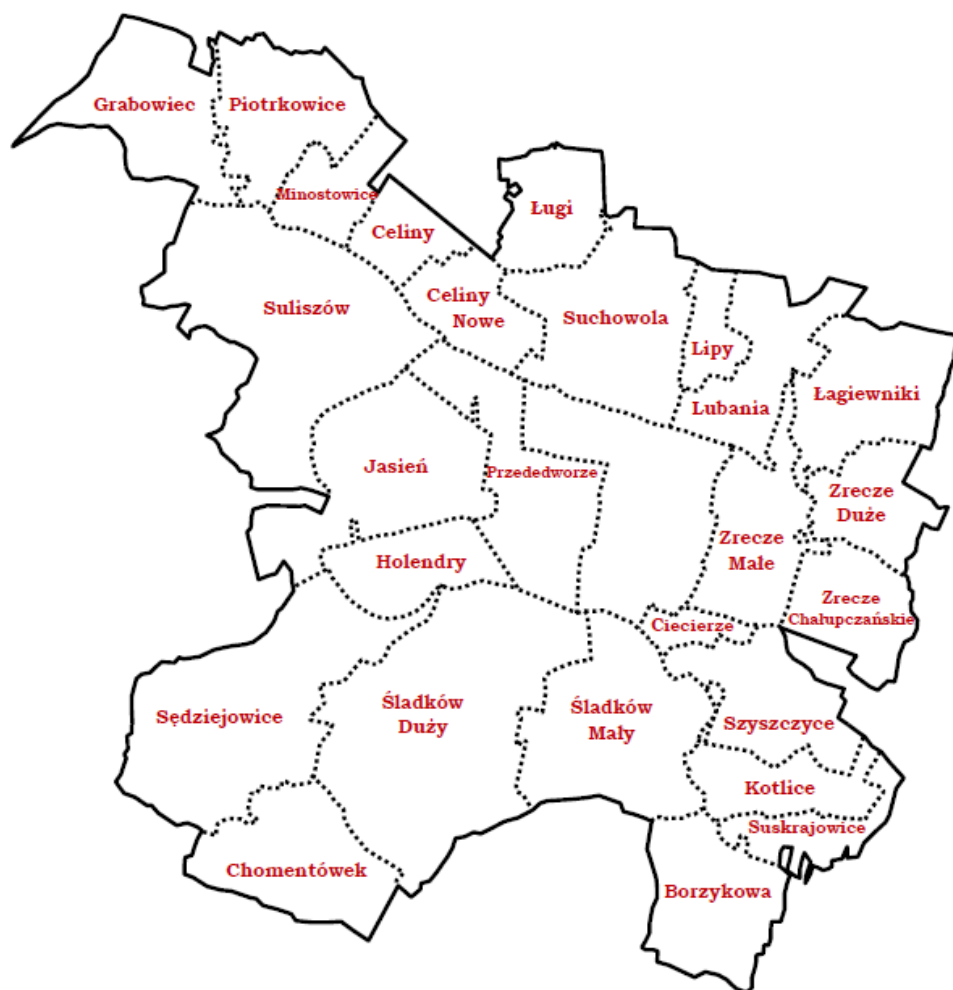 Grabowiec
Piotrkowice
Minostowice
Ługi
Celiny
Suliszów
Celiny
Nowe
Suchowola
Lipy
Łagiewniki
Lubania
Jasień
Przededworze
Zrecze
Duże
Zrecze
Małe
Holendry
Zrecze
Chałupczańskie
Ciecierze
Sędziejowice
Śladków
Duży
Śladków
Mały
Szyszczyce
Kotlice
Suskrajowice
Chomentówek
Borzykowa